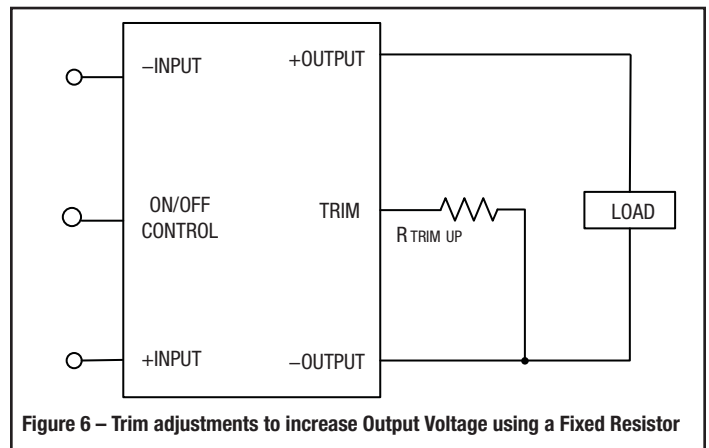 −INPUT
+OUTPUT
ON/OFF
CONTROL
TRIM
R TRIM UP
LOAD
+INPUT
−OUTPUT
Figure 6 – Trim adjustments to increase Output Voltage using a Fixed Resistor